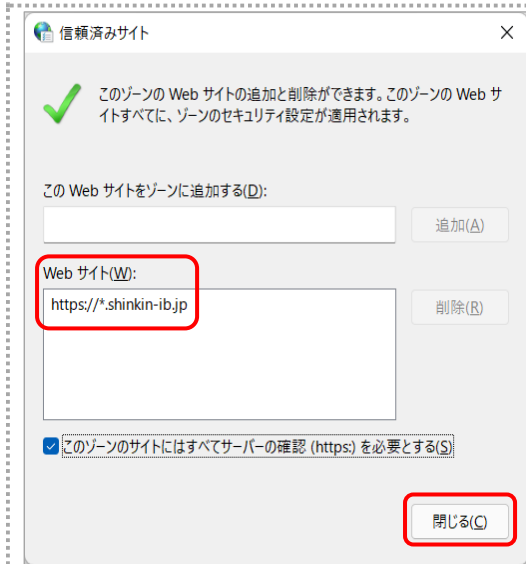 信頼済みサイト
このゾーンの Web サイトの追加と削除ができます。このゾーンの Web サ
イトすべてに、ゾーンのセキュリティ設定が適用されます。
この Web サイトをゾーンに追加する(D):
追加(A)
Web サイト(W):
https://*.shinkin-ib.jp
削除(R)
このゾーンのサイトにはすべてサーバーの確認 (https:) を必要とする(S)
閉じる(C)